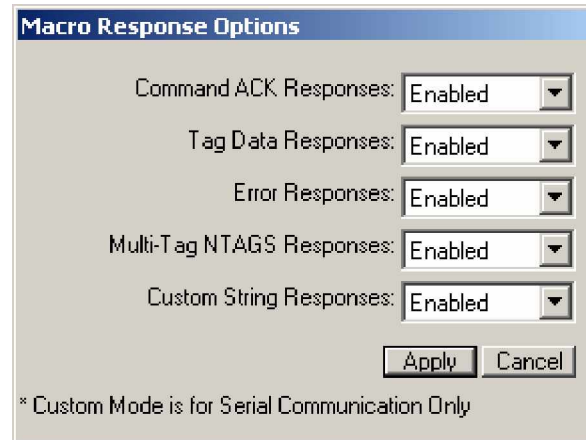 Macro Response Options
Command ACK Responses: Enabled
Tag Data Responses: Enabled
Error Responses: Enabled
Multi-Tag NTAGS Responses: Enabled
Custom String Responses: Enabled
Apply Cancel
* Custom Mode is for Serial Communication Only